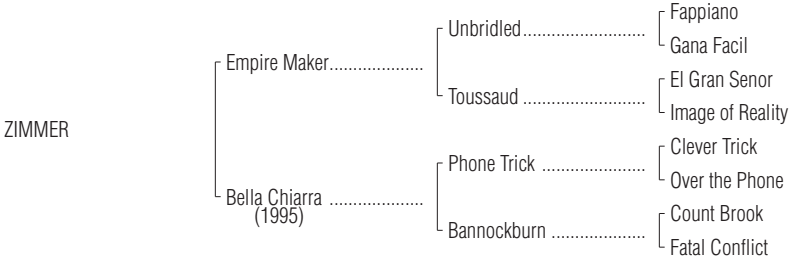 Fappiano
Unbridled..........................
Gana Facil
Empire Maker....................
El Gran Senor
Toussaud ..........................
Image of Reality
ZIMMER
Clever Trick
Phone Trick ......................
Over the Phone
Bella Chiarra ....................
(1995)
Count Brook
Bannockburn ....................
Fatal Conflict